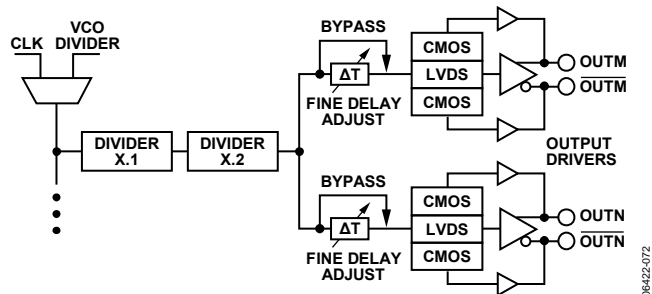 VCO
CLK DIVIDER
DIVIDER
X.1
DIVIDER
X.2
BYPASS
ΔT
FINE DELAY
ADJUST
CMOS
LVDS
CMOS
OUTM
OUTM
OUTPUT
DRIVERS
BYPASS
ΔT
FINE DELAY
ADJUST
CMOS
LVDS
CMOS
OUTN
OUTN
06422-072